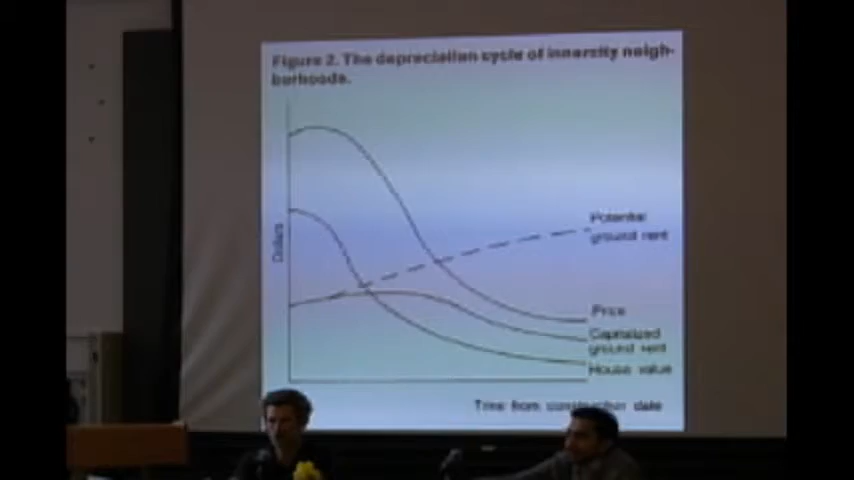 Figure 2. The depreciation cycle of innercity neigh-
borhoods.
Dollars
Potential
ground rent
Price
Capitalized
ground rent
House value
Time from construction date